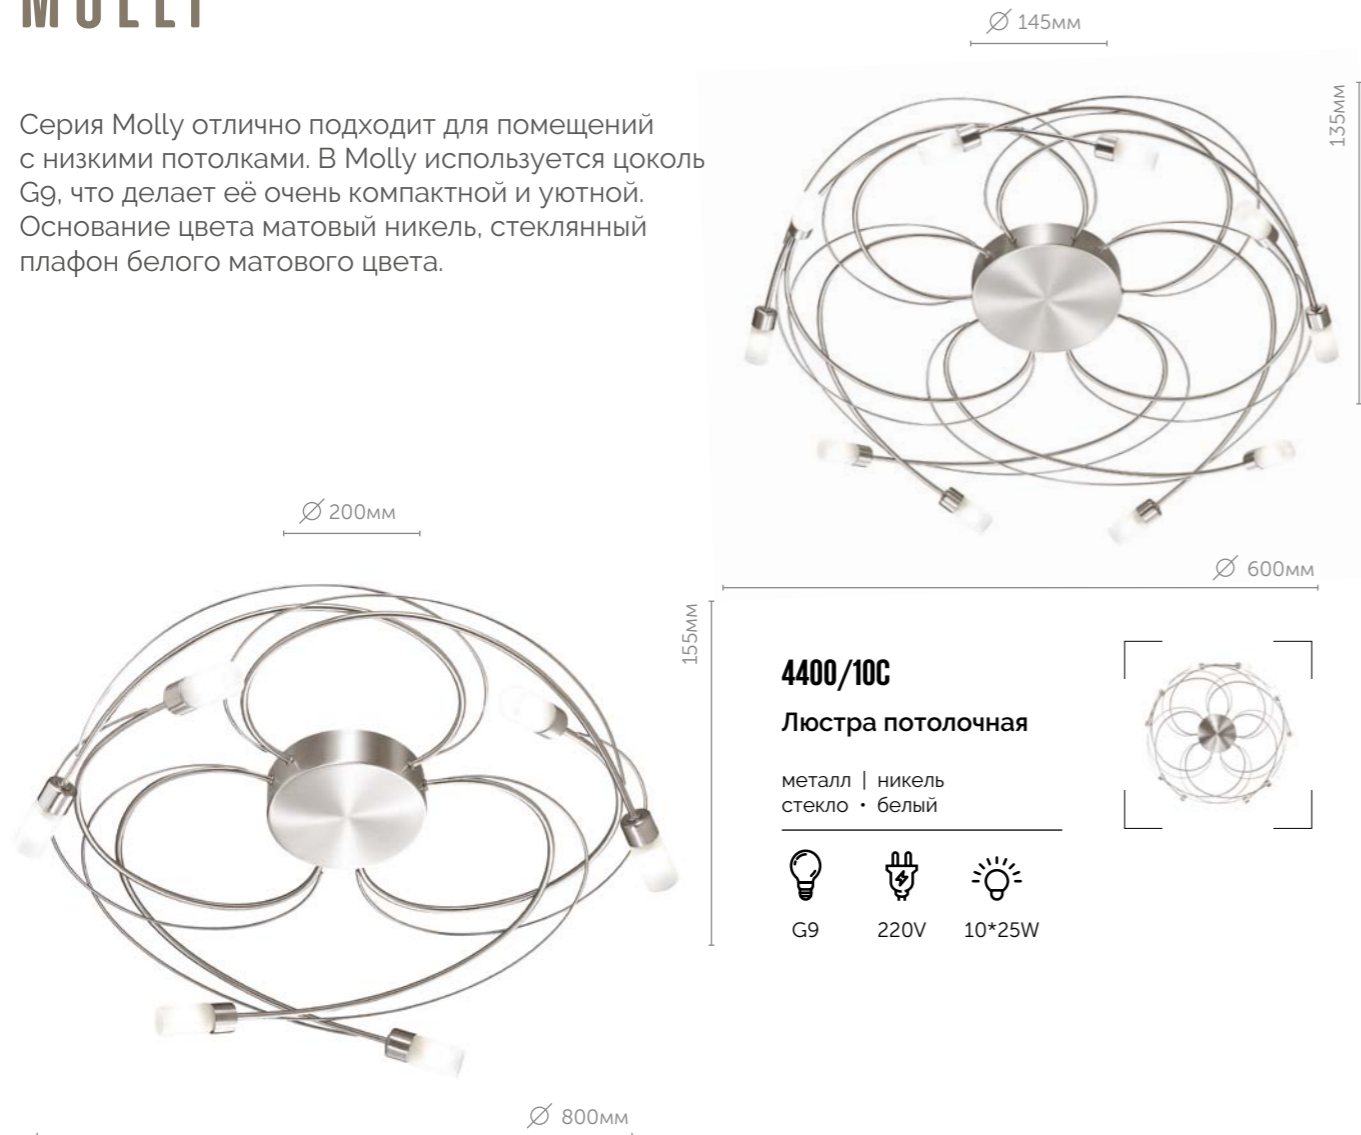 MOLLY
Серия Molly отлично подходит для помещений
с низкими потолками. В Molly используется цоколь
G9, что делает её очень компактной и уютной.
Основание цвета матовый никель, стеклянный
плафон белого матового цвета.
Ø 145мм
135мм
Ø 600мм
Ø 200мм
155мм
Ø 800мм
4400/10C
Люстра потолочная
металл | никель
стекло • белый
G9 220V 10*25W